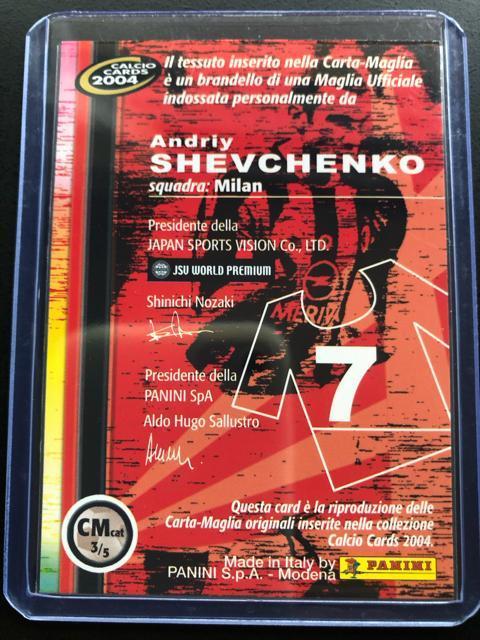 CALCIO
CARDS
2004
Il tessuto inserito nella Carta-Maglia
è un brandello di una Maglia Ufficiale
indossata personalmente da
Andriy
SHEVCHENKO
squadra: Milan
Presidente della
JAPAN SPORTS VISION Co., LTD.
JSV WORLD PREMIUM
Shinichi Nozaki
MERIT
7
Presidente della
PANINI SpA
Aldo Hugo Sallustro
Questa card è la riproduzione delle
Carta-Maglia originali inserite nella collezione
Calcio Cards 2004.
CMcat
3/5
Made in Italy by
PANINI S.p.A. - Modena
PANINI